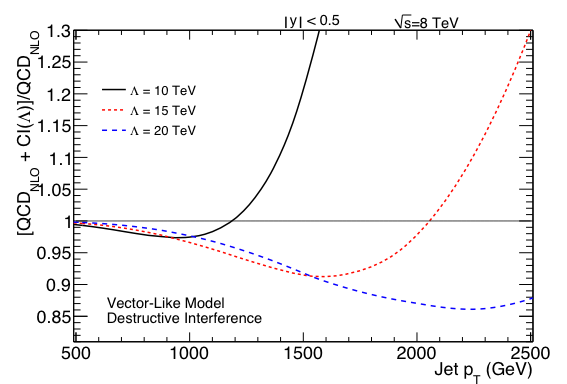 |y| < 0.5 √s=8 TeV
[QCD_NLO + CI(Λ)]/QCD_NLO
1.3
1.25
1.2
1.15
1.1
1.05
1
0.95
0.9
0.85
Λ = 10 TeV
Λ = 15 TeV
Λ = 20 TeV
Vector-Like Model
Destructive Interference
500 1000 1500 2000 2500
Jet p_T (GeV)